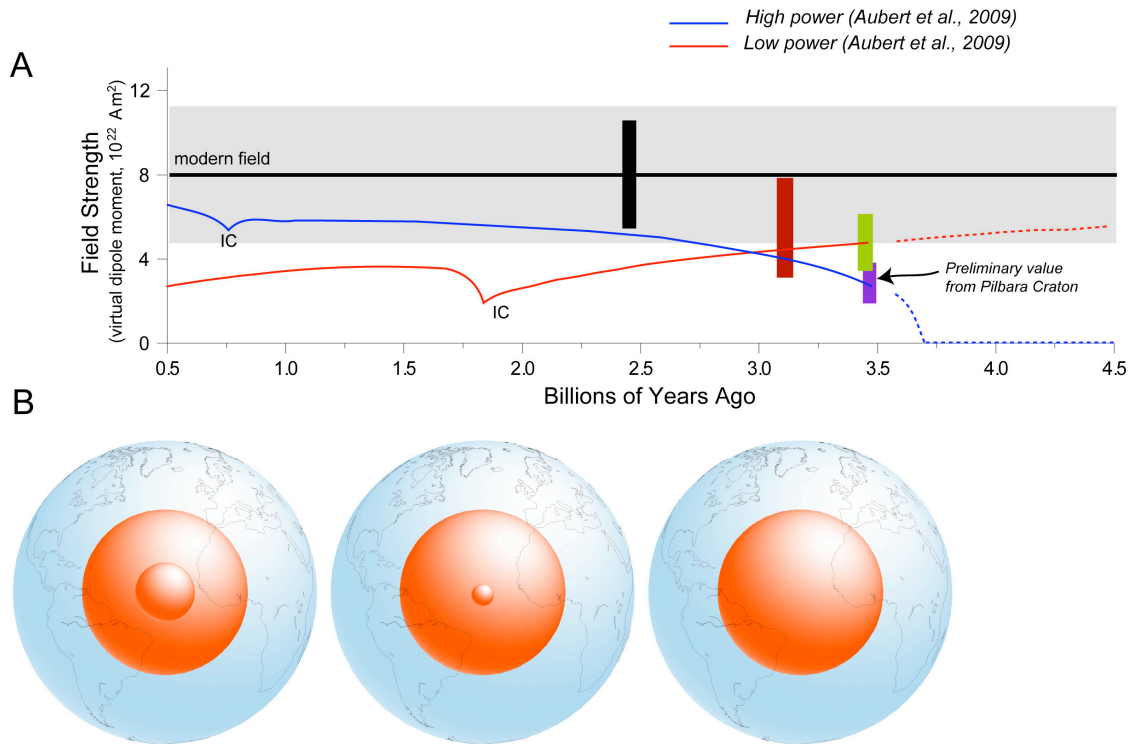 High power (Aubert et al., 2009)
Low power (Aubert et al., 2009)
A
Field Strength
(virtual dipole moment, 10²² Am²)
12
8
4
0
modern field
IC
IC
Preliminary value
from Pilbara Craton
0.5 1.0 1.5 2.0 2.5 3.0 3.5 4.0 4.5
Billions of Years Ago
B